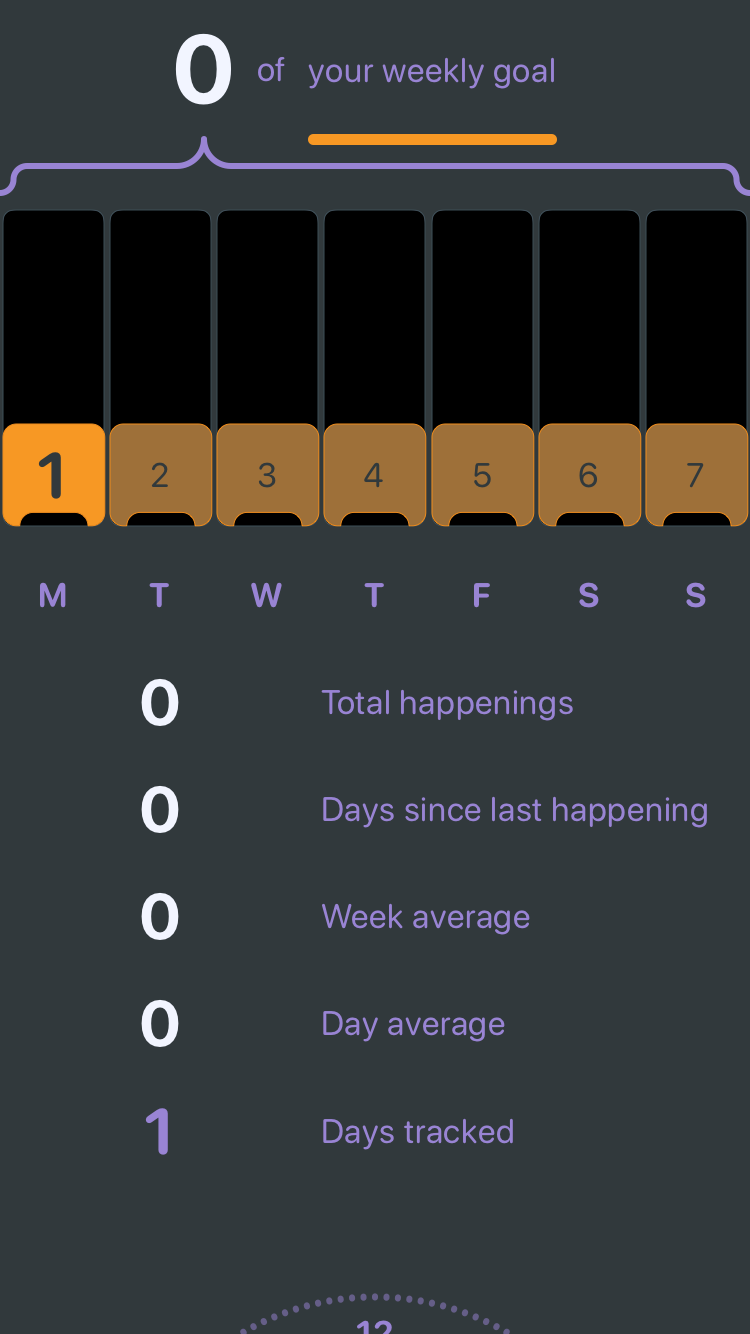 0 of your weekly goal
1 2 3 4 5 6 7
M T W T F S S
0 Total happenings
0 Days since last happening
0 Week average
0 Day average
1 Days tracked
12